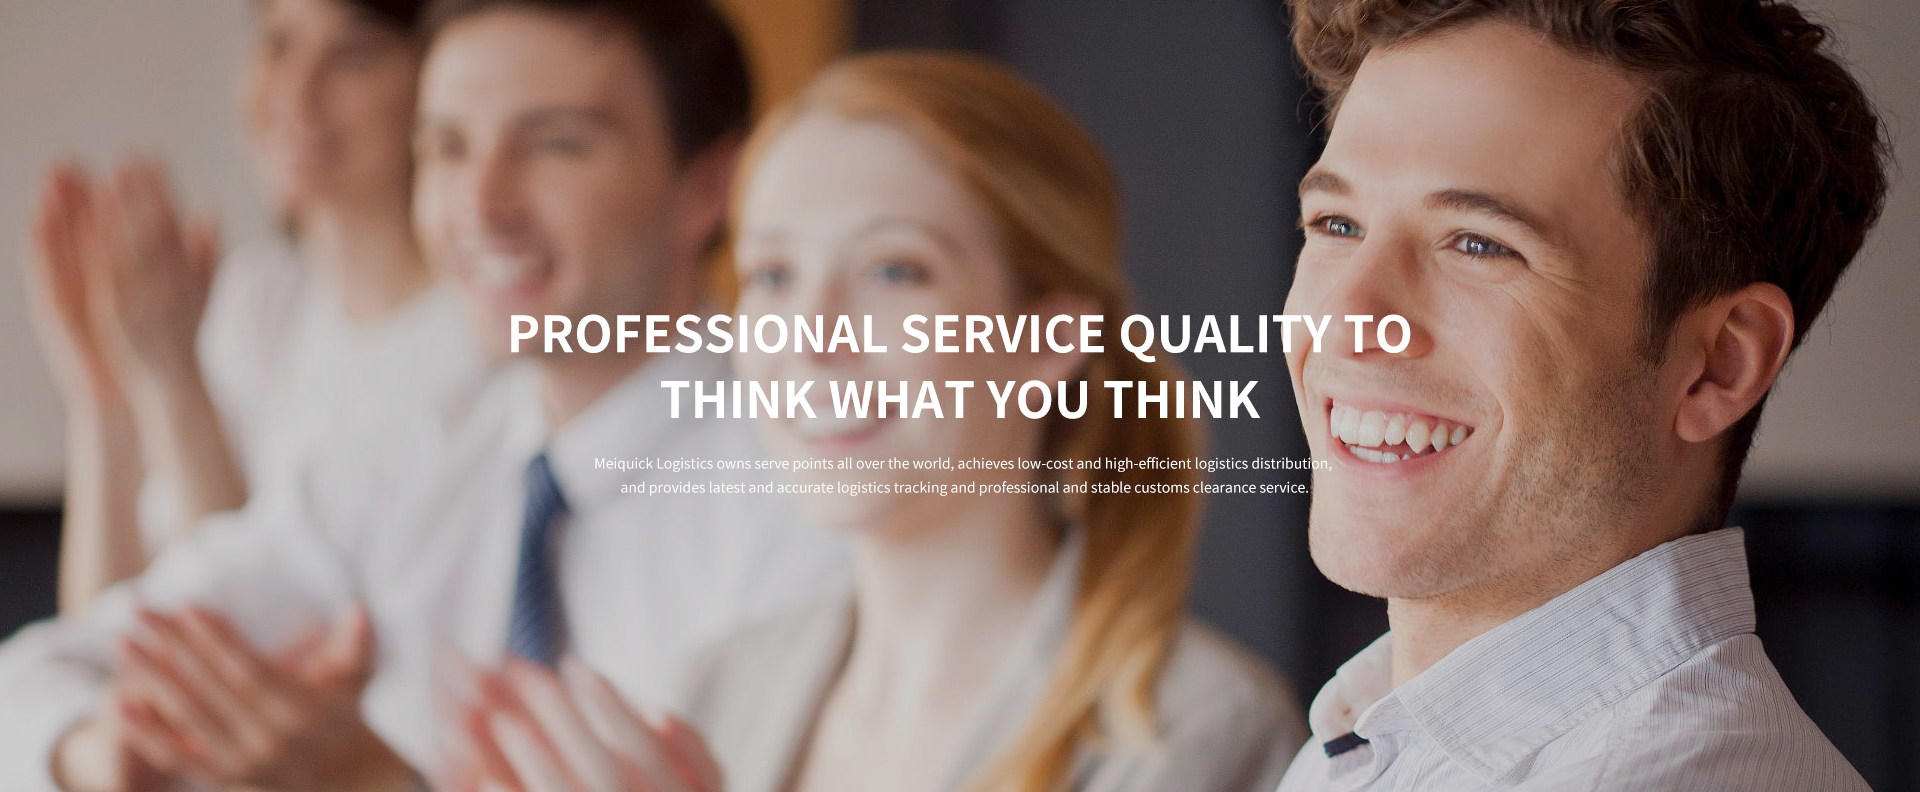 PROFESSIONAL SERVICE QUALITY TO
THINK WHAT YOU THINK
Meiquick Logistics owns serve points all over the world, achieves low-cost and high-efficient logistics distribution,
and provides latest and accurate logistics tracking and professional and stable customs clearance service.